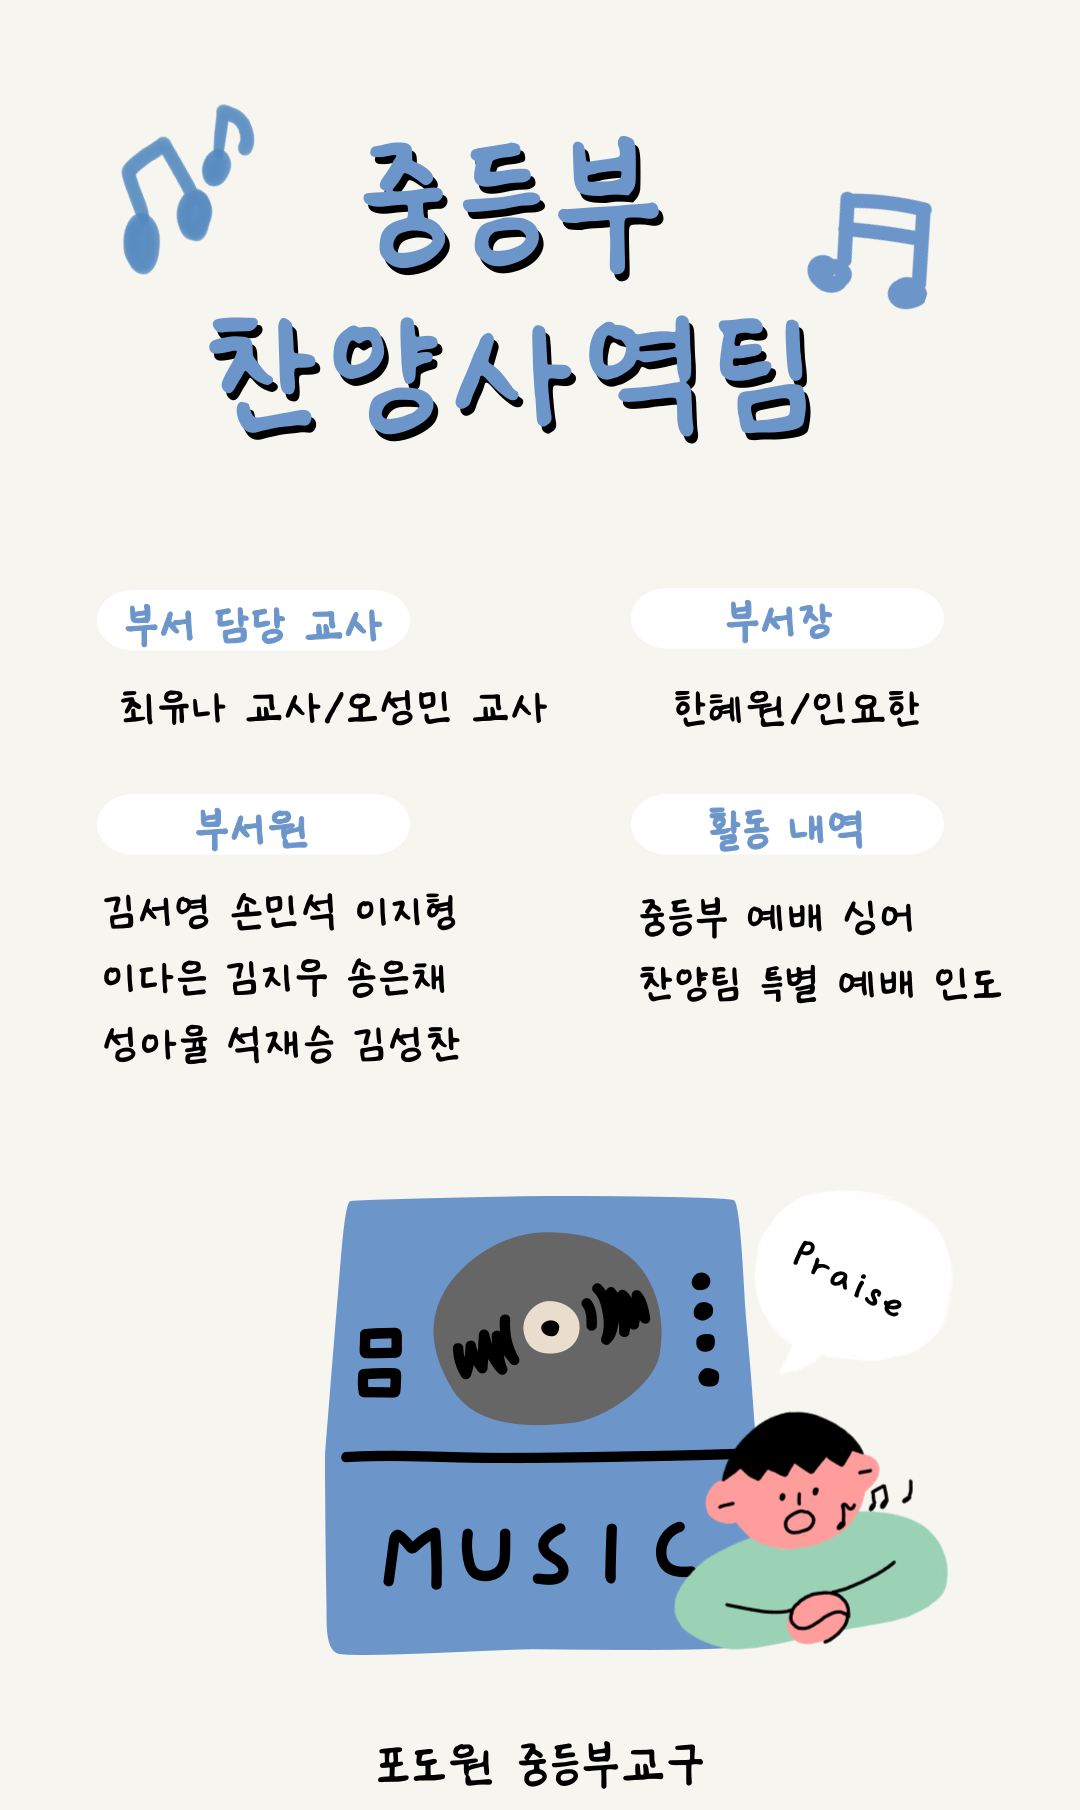 중등부
찬양사역팀
부서 담당 교사
최유나 교사/오성민 교사
부서장
한혜원/인요한
부서원
김서영 손민석 이지형
이다은 김지우 송은채
성아율 석재승 김성찬
활동 내역
중등부 예배 싱어
찬양팀 특별 예배 인도
Praise
MUSIC
포도원 중등부교구